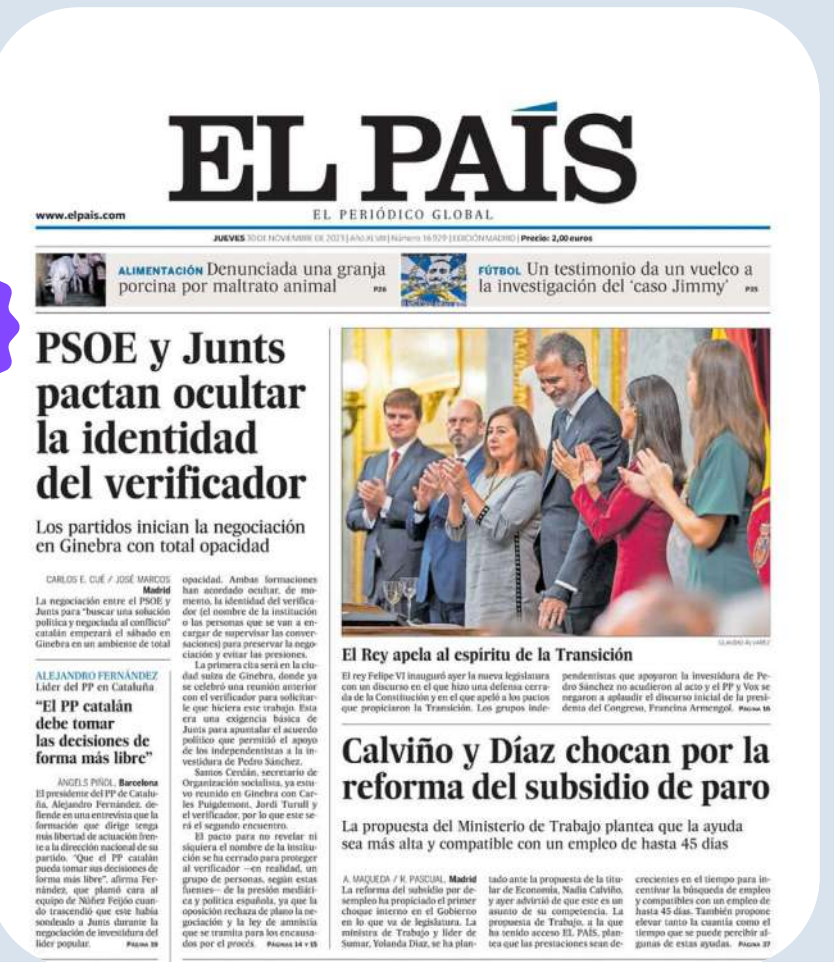 EL PAÍS
www.elpais.com
EL PERIÓDICO GLOBAL
JUEVES 30 DE NOVIEMBRE DE 2023 | Año XLVIII | Número 16.929 | EDICIÓN MADRID | Precio: 2,00 euros
ALIMENTACIÓN Denunciada una granja
porcina por maltrato animal P26
FÚTBOL Un testimonio da un vuelco a
la investigación del ‘caso Jimmy’ P35
PSOE y Junts
pactan ocultar
la identidad
del verificador
Los partidos inician la negociación
en Ginebra con total opacidad
CARLOS E. CUÉ / JOSÉ MARCOS
Madrid
La negociación entre el PSOE y
Junts para “buscar una solución
política y negociada al conflicto”
catalán empezará el sábado en
Ginebra en un ambiente de total
opacidad. Ambas formaciones
han acordado ocultar, de mo-
mento, la identidad del verifica-
dor (el nombre de la institución
o las personas que se van a en-
cargar de supervisar las conver-
saciones) para preservar la nego-
ciación y evitar las presiones.
La primera cita será en la ciu-
dad suiza de Ginebra, donde ya
se celebró una reunión anterior
con el verificador para solicitar-
le que hiciera este trabajo. Esta
era una exigencia básica de
Junts para apuntalar el acuerdo
político que permitió el apoyo
de los independentistas a la in-
vestidura de Pedro Sánchez.
Santos Cerdán, secretario de
Organización socialista, ya estu-
vo reunido en Ginebra con Car-
les Puigdemont, Jordi Turull y
el verificador, por lo que este se-
rá el segundo encuentro.
El pacto para no revelar ni
siquiera el nombre de la institu-
ción se ha cerrado para proteger
al verificador —en realidad, un
grupo de personas, según estas
fuentes— de la presión mediáti-
ca y política española, ya que la
oposición rechaza de plano la ne-
gociación y la ley de amnistía
que se tramita para los encausa-
dos por el procés. PÁGINAS 14 Y 15
ALEJANDRO FERNÁNDEZ
Líder del PP en Cataluña
“El PP catalán
debe tomar
las decisiones de
forma más libre”
ÀNGELS PIÑOL, Barcelona
El presidente del PP de Catalu-
ña, Alejandro Fernández, de-
fiende en una entrevista que la
formación que dirige tenga
más libertad de actuación fren-
te a la dirección nacional de su
partido. “Que el PP catalán
pueda tomar sus decisiones de
forma más libre”, afirma Fer-
nández, que plantó cara al
equipo de Núñez Feijóo cuan-
do trascendió que este había
sondeado a Junts durante la
negociación de investidura del
líder popular. PÁGINA 19
CLAUDIO ÁLVAREZ
El Rey apela al espíritu de la Transición
El rey Felipe VI inauguró ayer la nueva legislatura
con un discurso en el que hizo una defensa cerra-
da de la Constitución y en el que apeló a los pactos
que propiciaron la Transición. Los grupos inde-
pendentistas que apoyaron la investidura de Pe-
dro Sánchez no acudieron al acto y el PP y Vox se
negaron a aplaudir el discurso inicial de la presi-
denta del Congreso, Francina Armengol. PÁGINA 16
Calviño y Díaz chocan por la
reforma del subsidio de paro
La propuesta del Ministerio de Trabajo plantea que la ayuda
sea más alta y compatible con un empleo de hasta 45 días
A. MAQUEDA / R. PASCUAL, Madrid
La reforma del subsidio por de-
sempleo ha propiciado el primer
choque interno en el Gobierno
en lo que va de legislatura. La
ministra de Trabajo y líder de
Sumar, Yolanda Díaz, se ha plan-
tado ante la propuesta de la titu-
lar de Economía, Nadia Calviño,
y ayer advirtió de que este es un
asunto de su competencia. La
propuesta de Trabajo, a la que
ha tenido acceso EL PAÍS, plan-
tea que las prestaciones sean de-
crecientes en el tiempo para in-
centivar la búsqueda de empleo
y compatibles con un empleo de
hasta 45 días. También propone
elevar tanto la cuantía como el
tiempo que se puede percibir al-
gunas de estas ayudas. PÁGINA 37